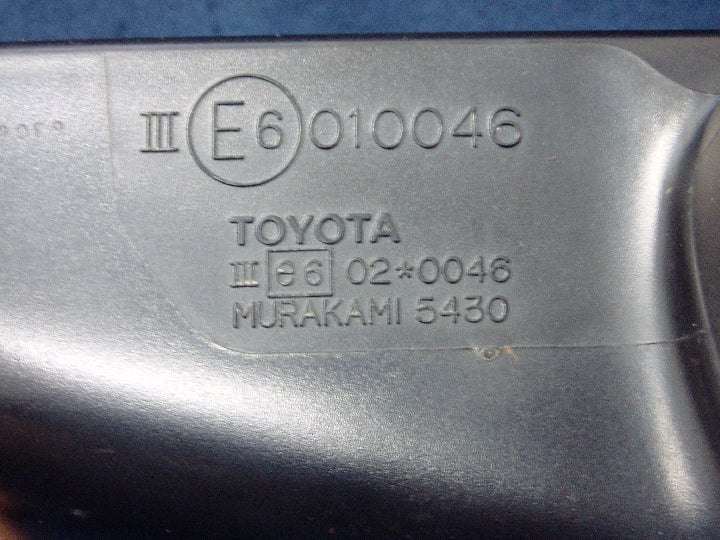 III E6 010046
TOYOTA
III e6 02*0046
MURAKAMI 5430